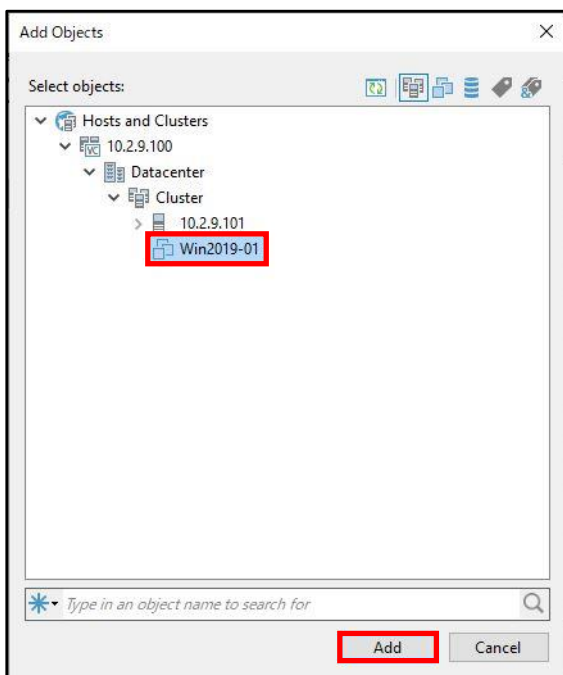 Add Objects
Select objects:
Hosts and Clusters
VC 10.2.9.100
Datacenter
Cluster
10.2.9.101
Win2019-01
Type in an object name to search for
Add Cancel